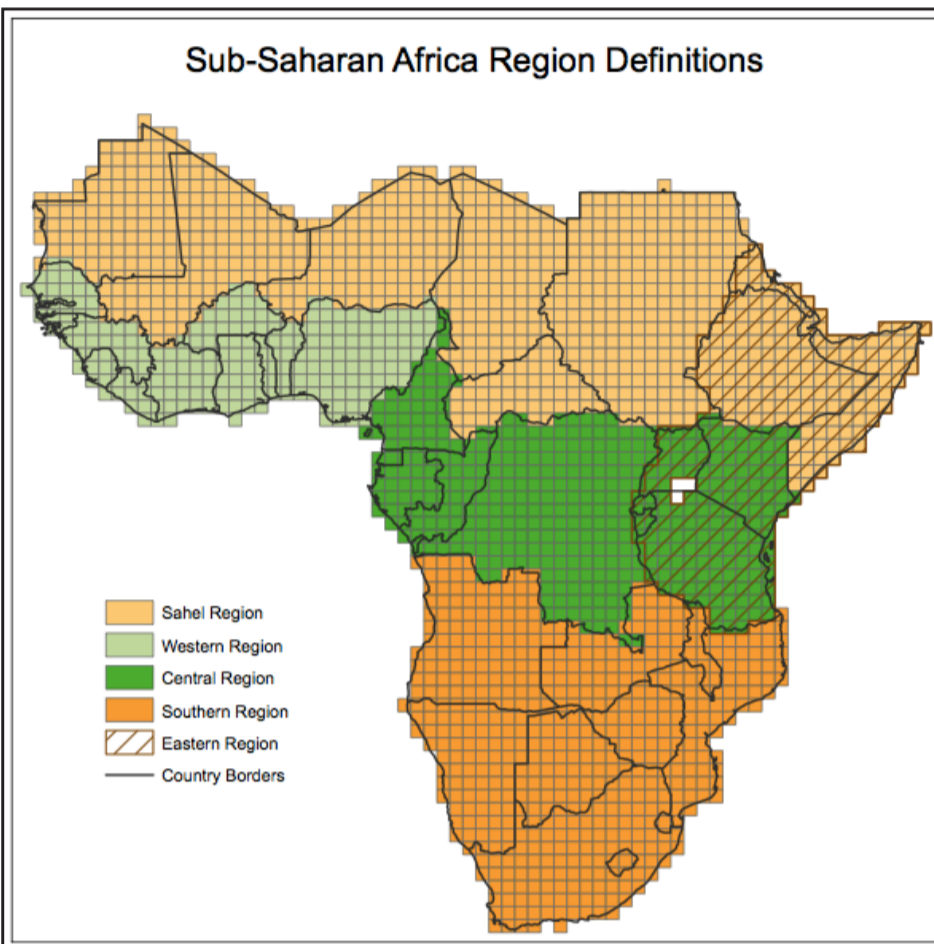 Sub-Saharan Africa Region Definitions
Sahel Region
Western Region
Central Region
Southern Region
Eastern Region
Country Borders